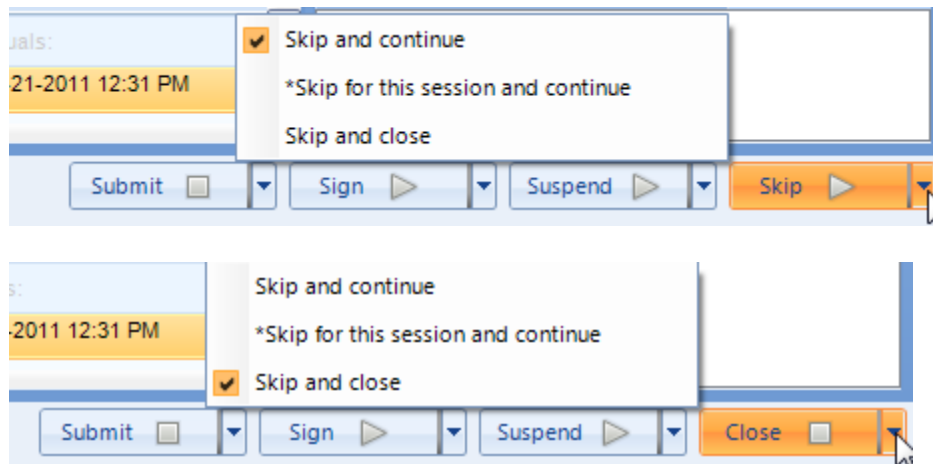 Skip and continue
uals:
-21-2011 12:31 PM
*Skip for this session and continue
Skip and close
Submit Sign Suspend Skip
Skip and continue
s:
-2011 12:31 PM
*Skip for this session and continue
Skip and close
Submit Sign Suspend Close